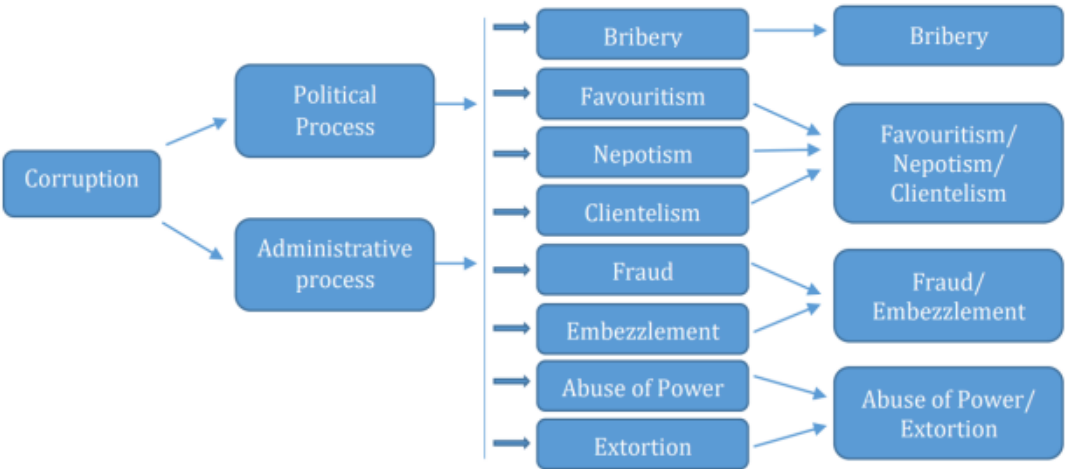 Corruption
Political
Process
Administrative
process
Bribery
Favouritism
Nepotism
Clientelism
Fraud
Embezzlement
Abuse of Power
Extortion
Bribery
Favouritism/
Nepotism/
Clientelism
Fraud/
Embezzlement
Abuse of Power/
Extortion